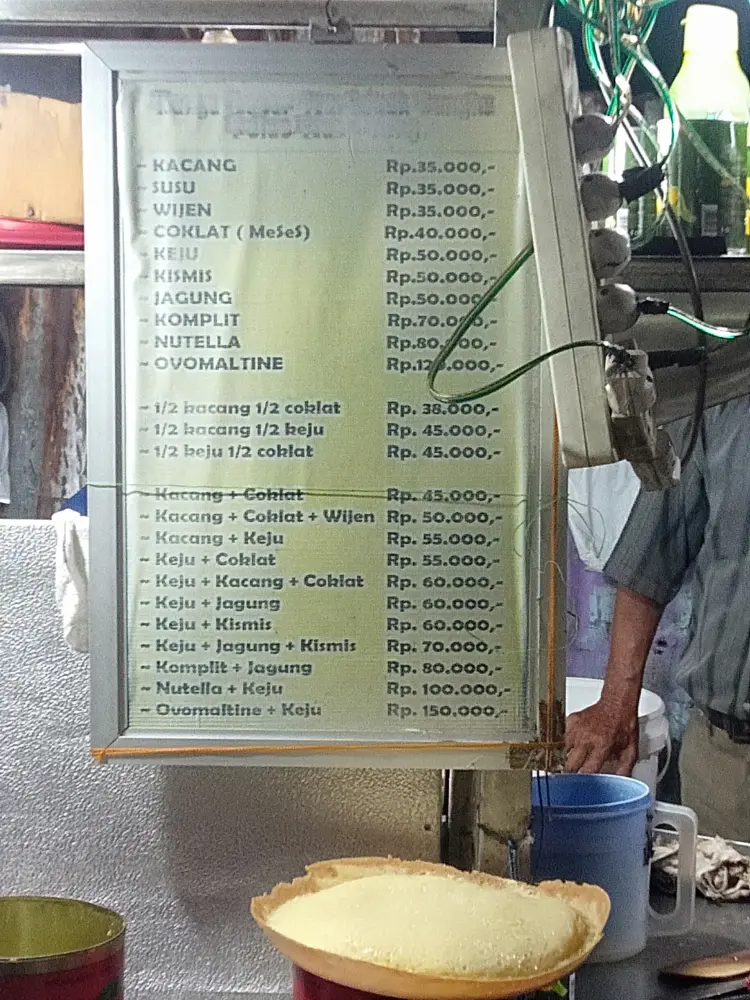 ~ KACANG Rp.35.000,-
~ SUSU Rp.35.000,-
~ WIJEN Rp.35.000,-
~ COKLAT ( MeSeS) Rp.40.000,-
~ KEJU Rp.50.000,-
~ KISMIS Rp.50.000,-
~ JAGUNG Rp.50.000,-
~ KOMPLIT Rp.70.000,-
~ NUTELLA Rp.80.000,-
~ OVOMALTINE
~ 1/2 kacang 1/2 coklat Rp. 38.000,-
~ 1/2 kacang 1/2 keju Rp. 45.000,-
~ 1/2 keju 1/2 coklat Rp. 45.000,-
~ Kacang + Coklat Rp. 45.000,-
~ Kacang + Coklat + Wijen Rp. 50.000,-
~ Kacang + Keju Rp. 55.000,-
~ Keju + Coklat Rp. 55.000,-
~ Keju + Kacang + Coklat Rp. 60.000,-
~ Keju + Jagung Rp. 60.000,-
~ Keju + Kismis Rp. 60.000,-
~ Keju + Jagung + Kismis Rp. 70.000,-
~ Komplit + Jagung Rp. 80.000,-
~ Nutella + Keju Rp. 100.000,-
~ Ovomaltine + Keju Rp. 150.000,-